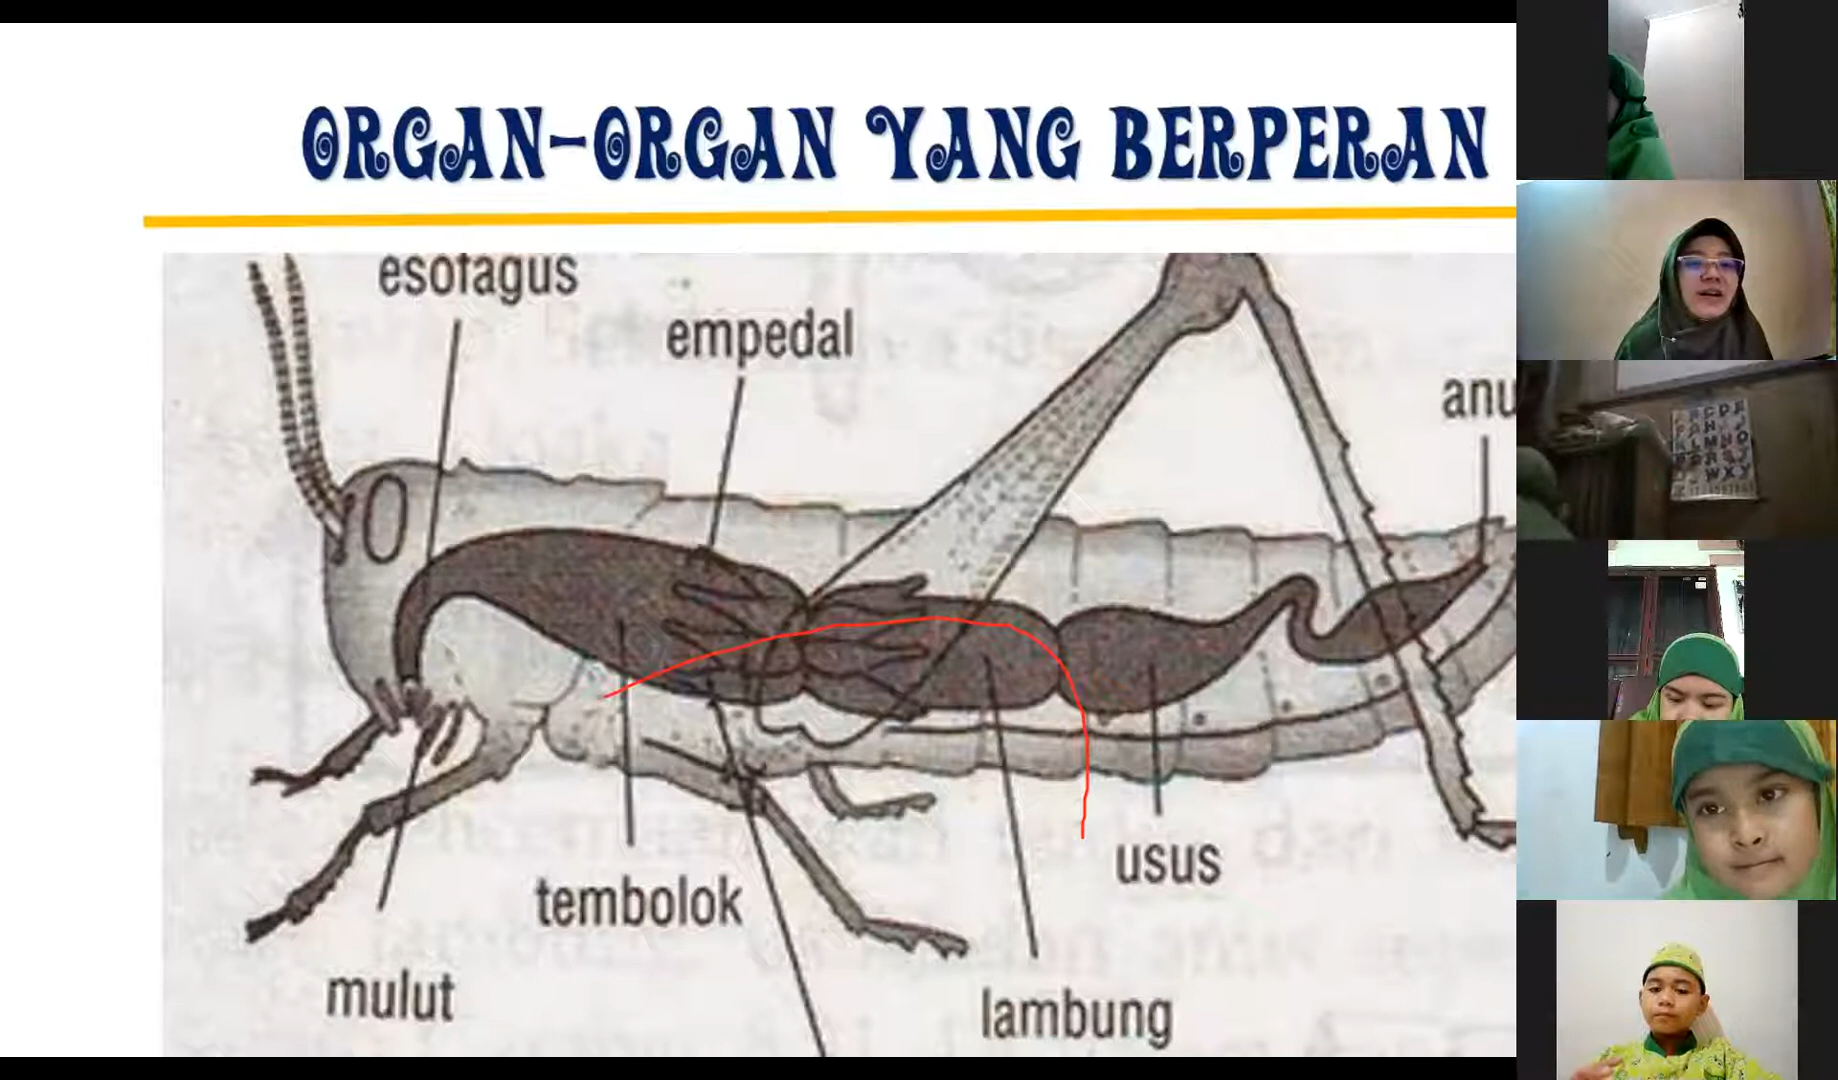 ORGAN-ORGAN YANG BERPERAN
esofagus
empedal
anu
usus
tembolok
mulut
lambung